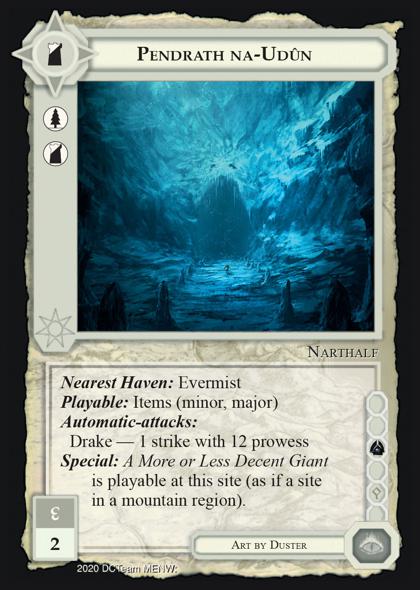 Pendrath na-Udûn
Narthalf
Nearest Haven: Evermist
Playable: Items (minor, major)
Automatic-attacks:
Drake — 1 strike with 12 prowess
Special: A More or Less Decent Giant
is playable at this site (as if a site
in a mountain region).
ε
2
Art by Duster
2020 DCTeam MENW: